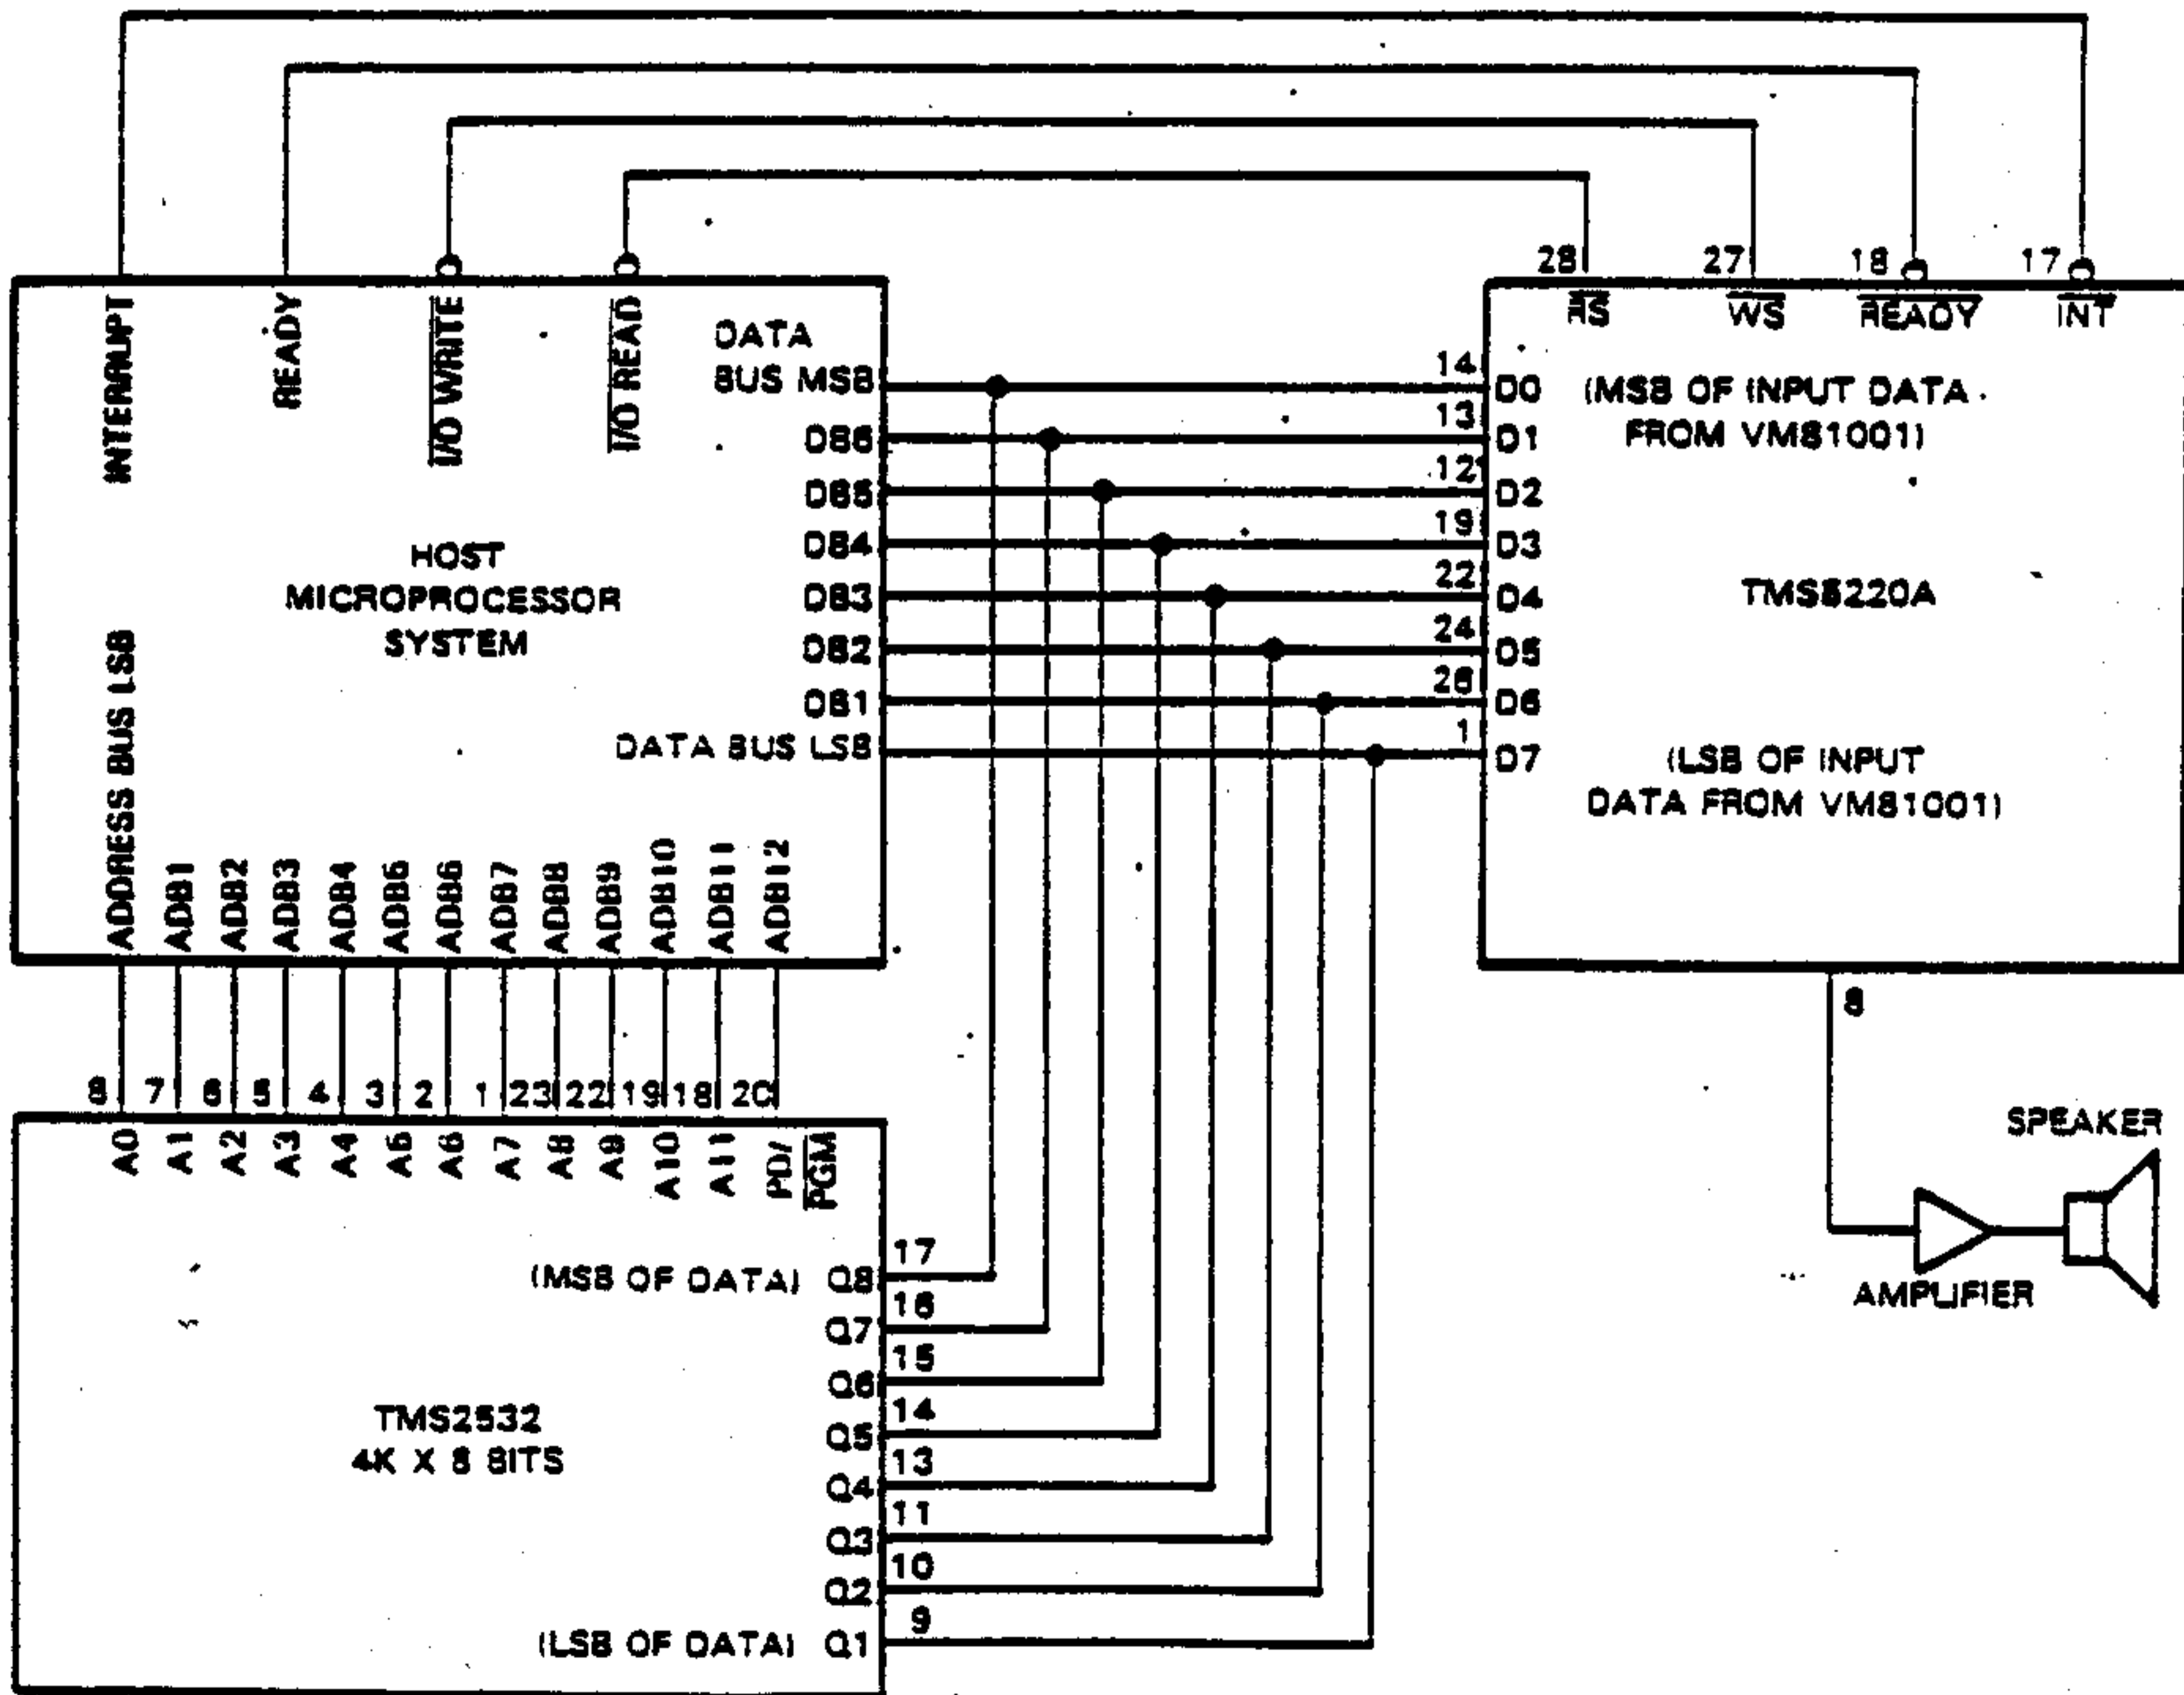 INTERRUPT
READY
I/O WRITE
I/O READ
DATA
BUS MSB
DB6
DB5
DB4
DB3
DB2
DB1
DATA BUS LSB
HOST
MICROPROCESSOR
SYSTEM
ADDRESS BUS LSB
ADB1
ADB2
ADB3
ADB4
ADB5
ADB6
ADB7
ADB8
ADB9
ADB10
ADB11
ADB12
28
27
18
17
RS
WS
READY
INT
14
13
12
19
22
24
26
1
D0
D1
D2
D3
D4
D5
D6
D7
(MSB OF INPUT DATA
FROM VM81001)
TMS5220A
(LSB OF INPUT
DATA FROM VM81001)
8
SPEAKER
AMPLIFIER
8
7
6
5
4
3
2
1
23
22
19
18
20
A0
A1
A2
A3
A4
A5
A6
A7
A8
A9
A10
A11
PD/
PGM
(MSB OF DATA) Q8
17
Q7
16
Q6
15
Q5
14
Q4
13
Q3
11
Q2
10
(LSB OF DATA) Q1
9
TMS2532
4K X 8 BITS